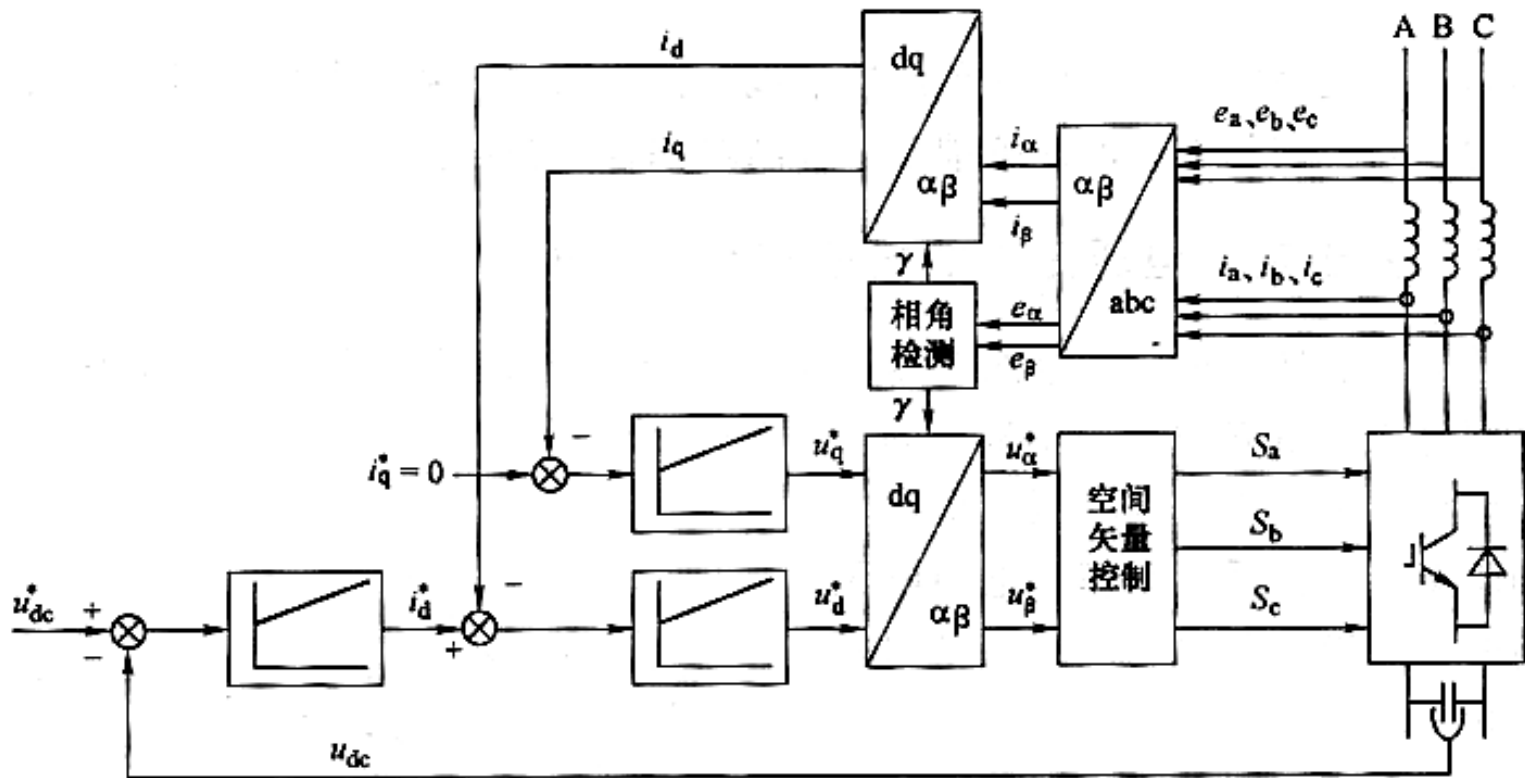 A B C
i_d
dq
αβ
e_a、e_b、e_c
i_q
i_α
i_β
αβ
abc
γ
相角
检测
e_α
e_β
i_a、i_b、i_c
γ
i_q^* = 0
−
u_q^*
dq
αβ
u_α^*
空间
矢量
控制
S_a
S_b
S_c
u_dc^*
+
−
i_d^*
−
+
u_d^*
u_β^*
u_dc